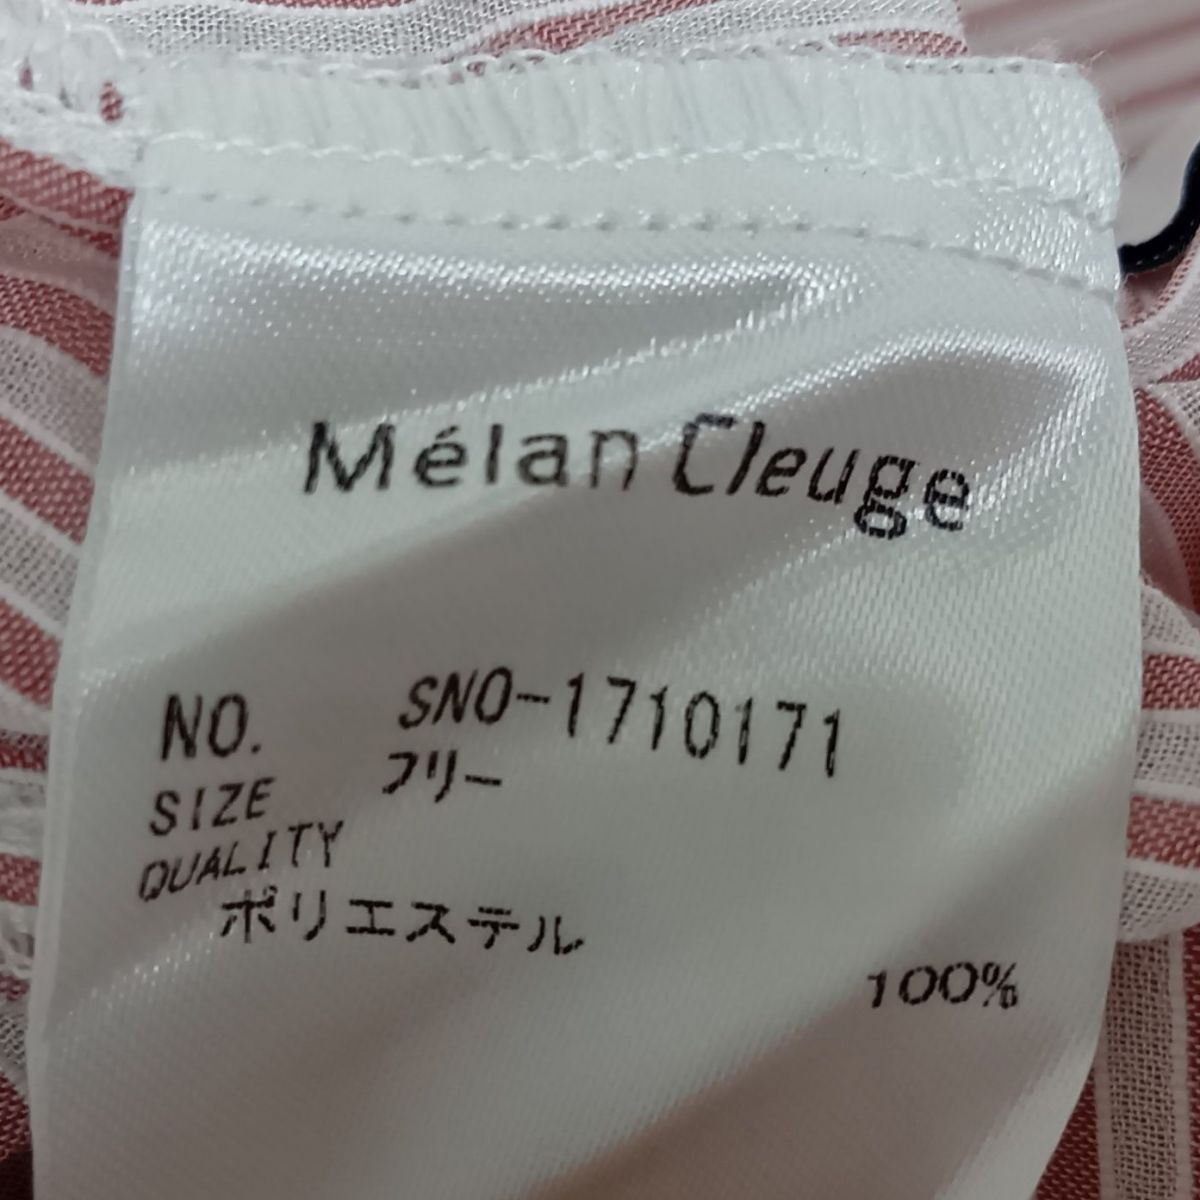 Mélan Cleuge
NO. SNO-1710171
SIZE フリー
QUALITY
ポリエステル
100%